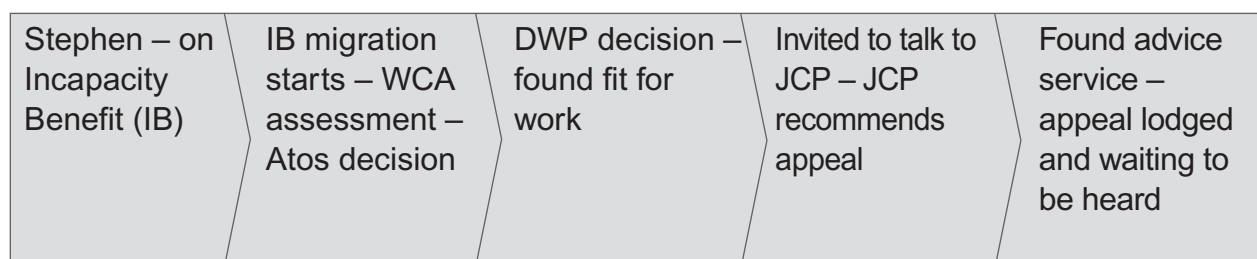 Stephen – on
Incapacity
Benefit (IB)
IB migration
starts – WCA
assessment –
Atos decision
DWP decision –
found fit for
work
Invited to talk to
JCP – JCP
recommends
appeal
Found advice
service –
appeal lodged
and waiting to
be heard